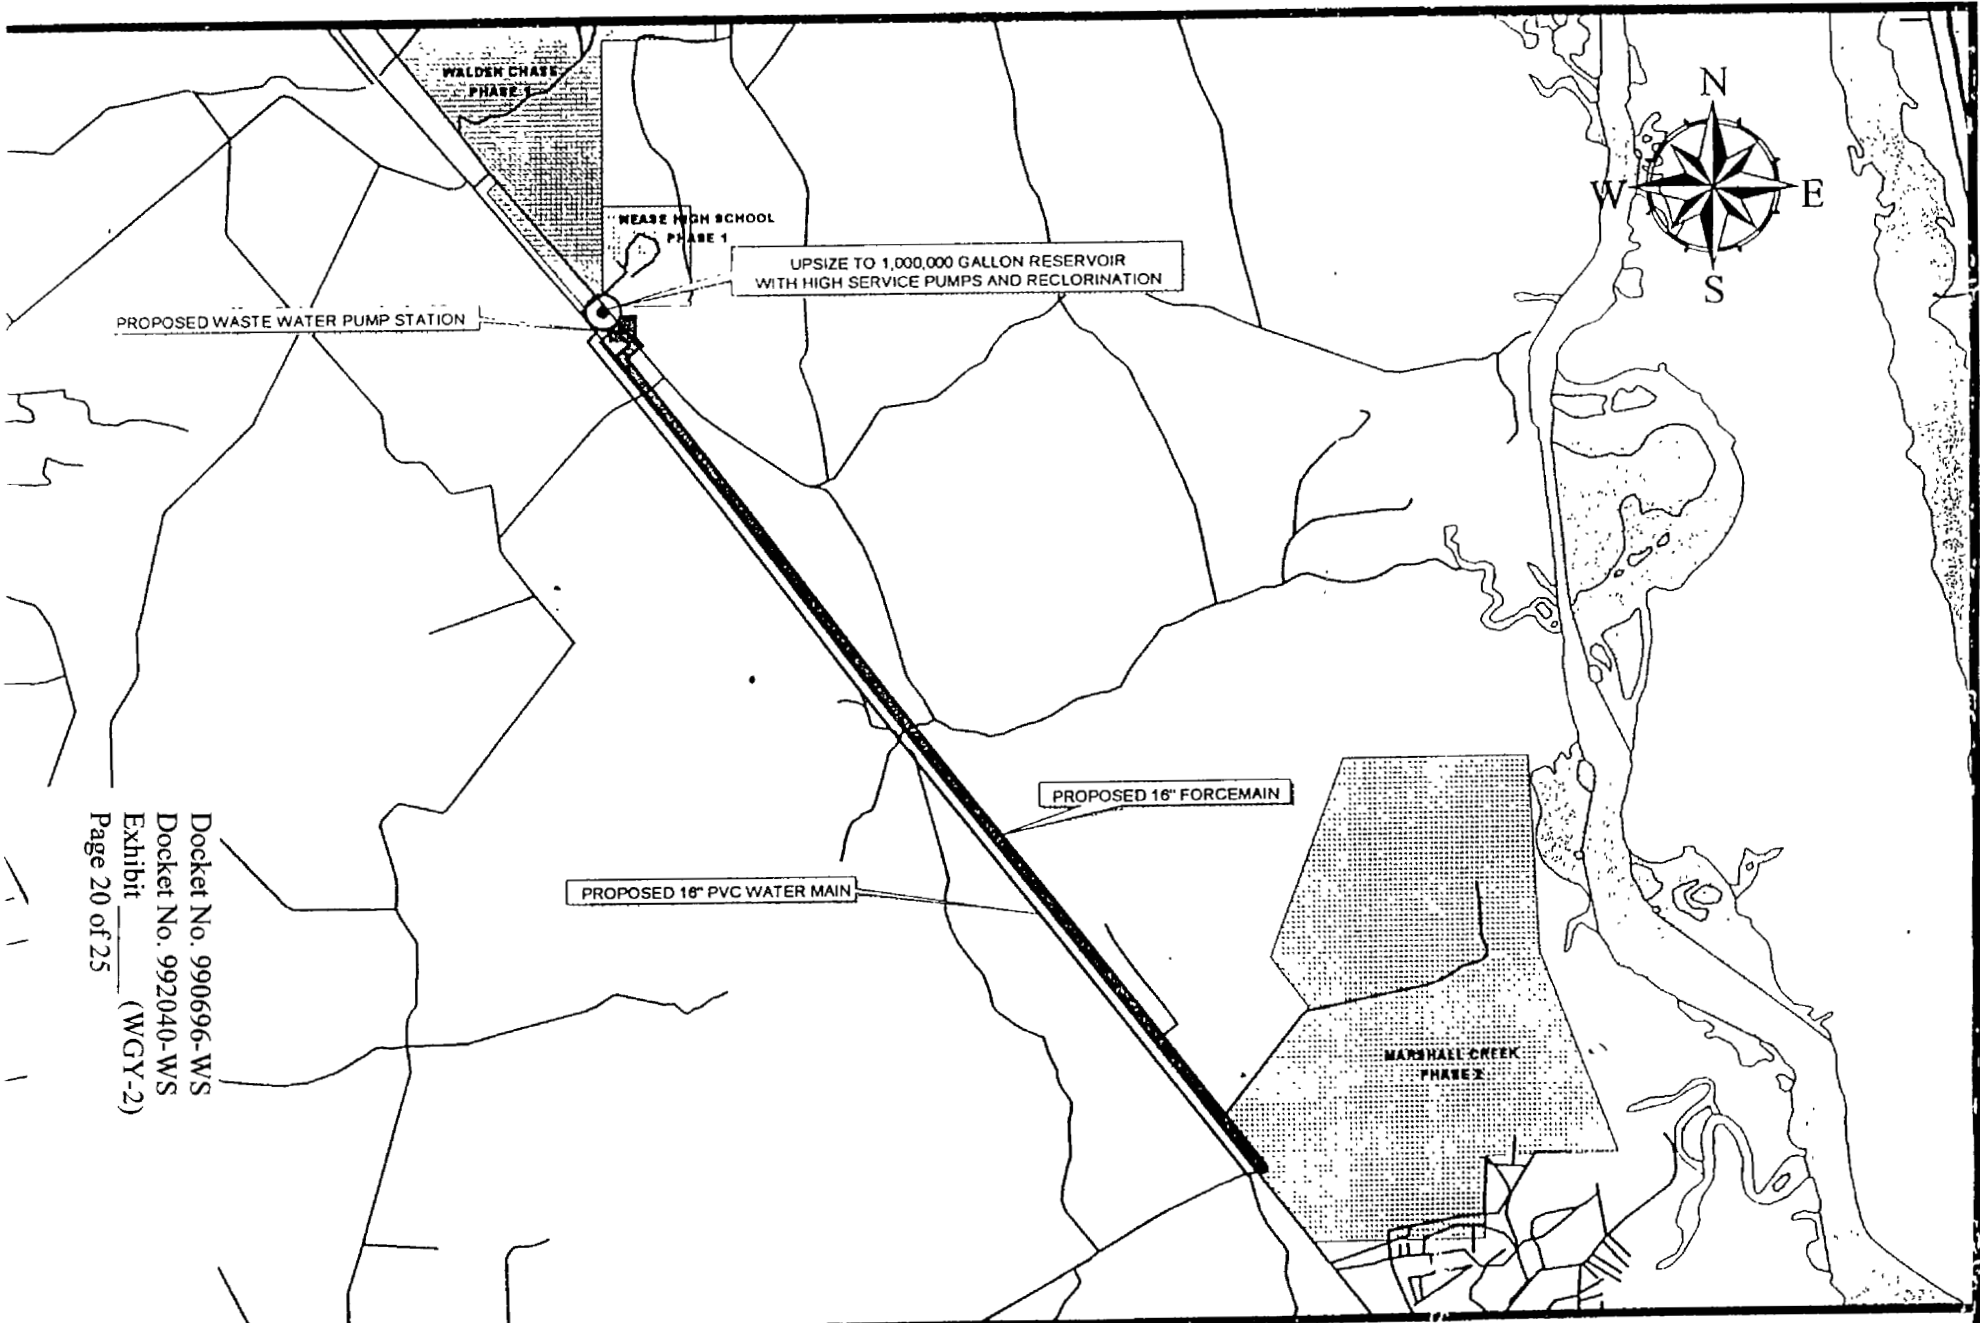 WALDEN CHASE
PHASE 1
N
W
E
S
NEASE HIGH SCHOOL
PHASE 1
UPSIZE TO 1,000,000 GALLON RESERVOIR
WITH HIGH SERVICE PUMPS AND RECLORINATION
PROPOSED WASTE WATER PUMP STATION
PROPOSED 16" FORCEMAIN
PROPOSED 16" PVC WATER MAIN
MARSHALL CREEK
PHASE 2
Docket No. 990696-WS
Docket No. 992040-WS
Exhibit ______ (WGY-2)
Page 20 of 25